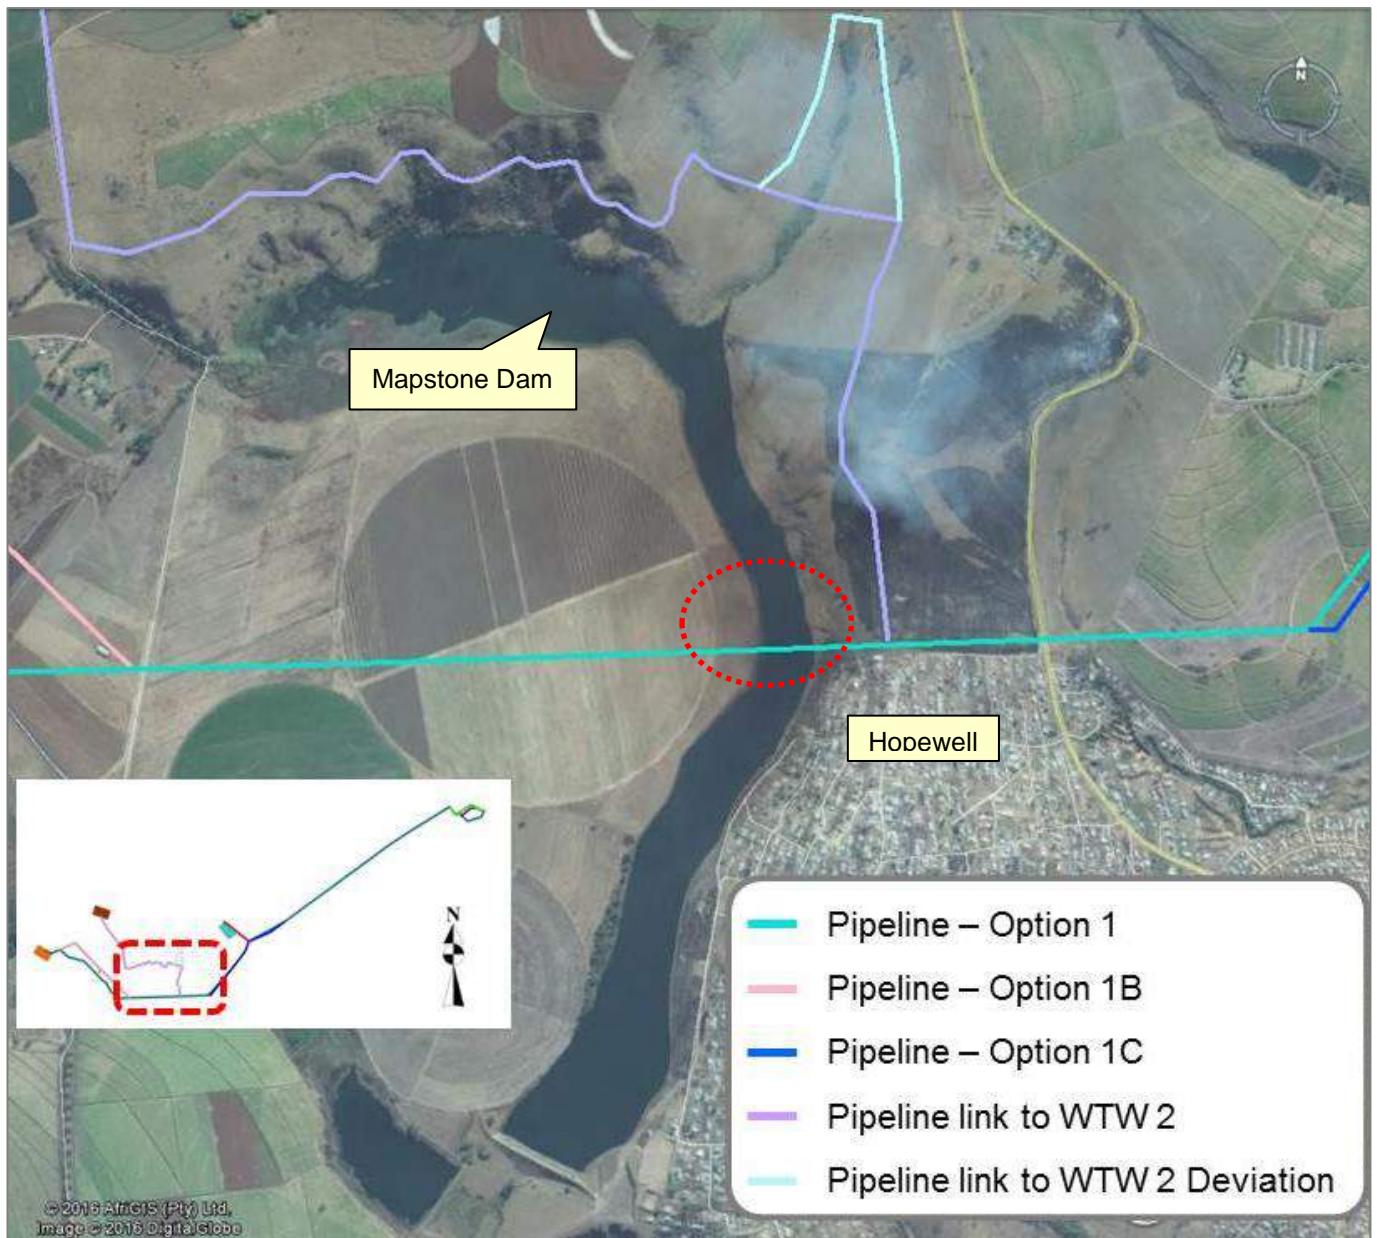 N
Mapstone Dam
Hopewell
N
Pipeline – Option 1
Pipeline – Option 1B
Pipeline – Option 1C
Pipeline link to WTW 2
Pipeline link to WTW 2 Deviation
© 2016 AfriGIS (Pty) Ltd.
Image © 2016 DigitalGlobe